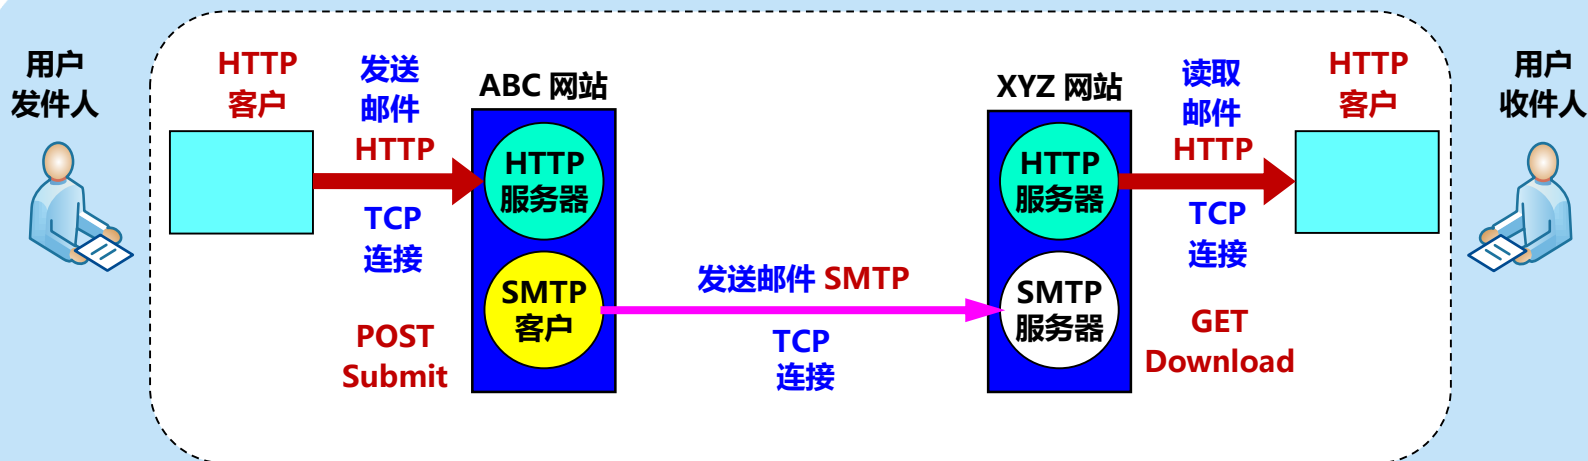 用户
发件人
HTTP
客户
发送
邮件
HTTP
TCP
连接
POST
Submit
ABC 网站
HTTP
服务器
SMTP
客户
发送邮件 SMTP
TCP
连接
XYZ 网站
HTTP
服务器
SMTP
服务器
读取
邮件
HTTP
TCP
连接
GET
Download
HTTP
客户
用户
收件人